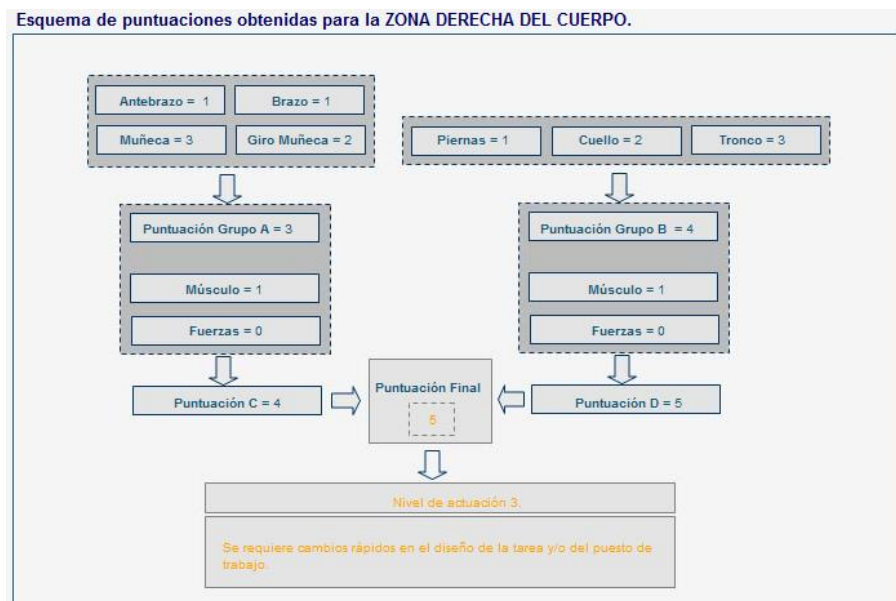 Esquema de puntuaciones obtenidas para la ZONA DERECHA DEL CUERPO.
Antebrazo = 1
Brazo = 1
Muñeca = 3
Giro Muñeca = 2
Piernas = 1
Cuello = 2
Tronco = 3
Puntuación Grupo A = 3
Músculo = 1
Fuerzas = 0
Puntuación Grupo B = 4
Músculo = 1
Fuerzas = 0
Puntuación C = 4
Puntuación Final
5
Puntuación D = 5
Nivel de actuación 3.
Se requiere cambios rápidos en el diseño de la tarea y/o del puesto de
trabajo.